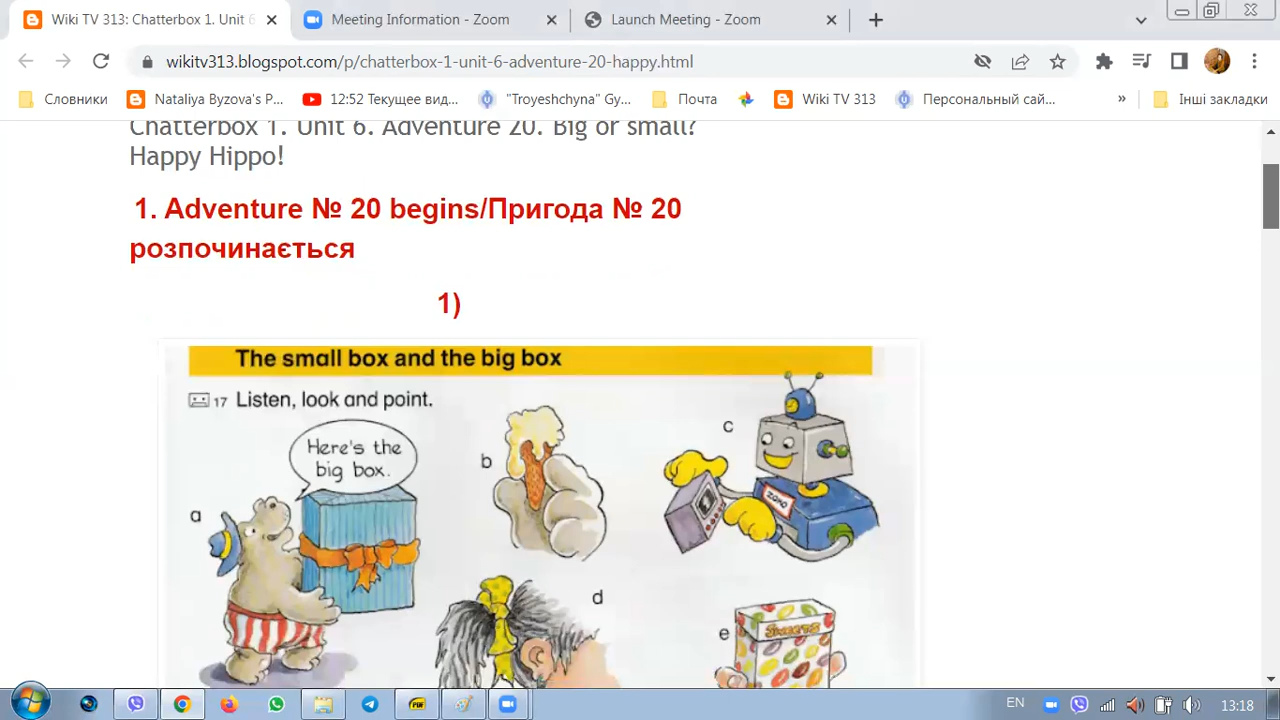 Wiki TV 313: Chatterbox 1. Unit 6
Meeting Information - Zoom
Launch Meeting - Zoom
wikitv313.blogspot.com/p/chatterbox-1-unit-6-adventure-20-happy.html
Словники
Nataliya Byzova's P...
12:52 Текущее вид...
"Troyeshchyna" Gy...
Почта
Wiki TV 313
Персональный сай...
»
Інші закладки
Chatterbox 1. Unit 6. Adventure 20. Big or small?
Happy Hippo!
1. Adventure № 20 begins/Пригода № 20
розпочинається
1)
The small box and the big box
17 Listen, look and point.
Here's the
big box.
a
b
c
ZOKO
d
e
Sweets
PDF
EN
13:18